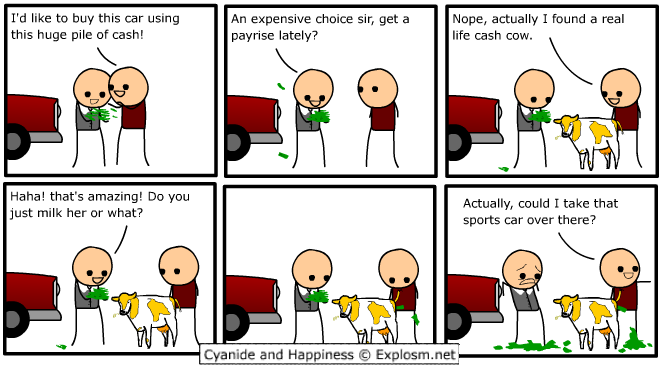 I'd like to buy this car using
this huge pile of cash!
An expensive choice sir, get a
payrise lately?
Nope, actually I found a real
life cash cow.
Haha! that's amazing! Do you
just milk her or what?
Actually, could I take that
sports car over there?
Cyanide and Happiness © Explosm.net